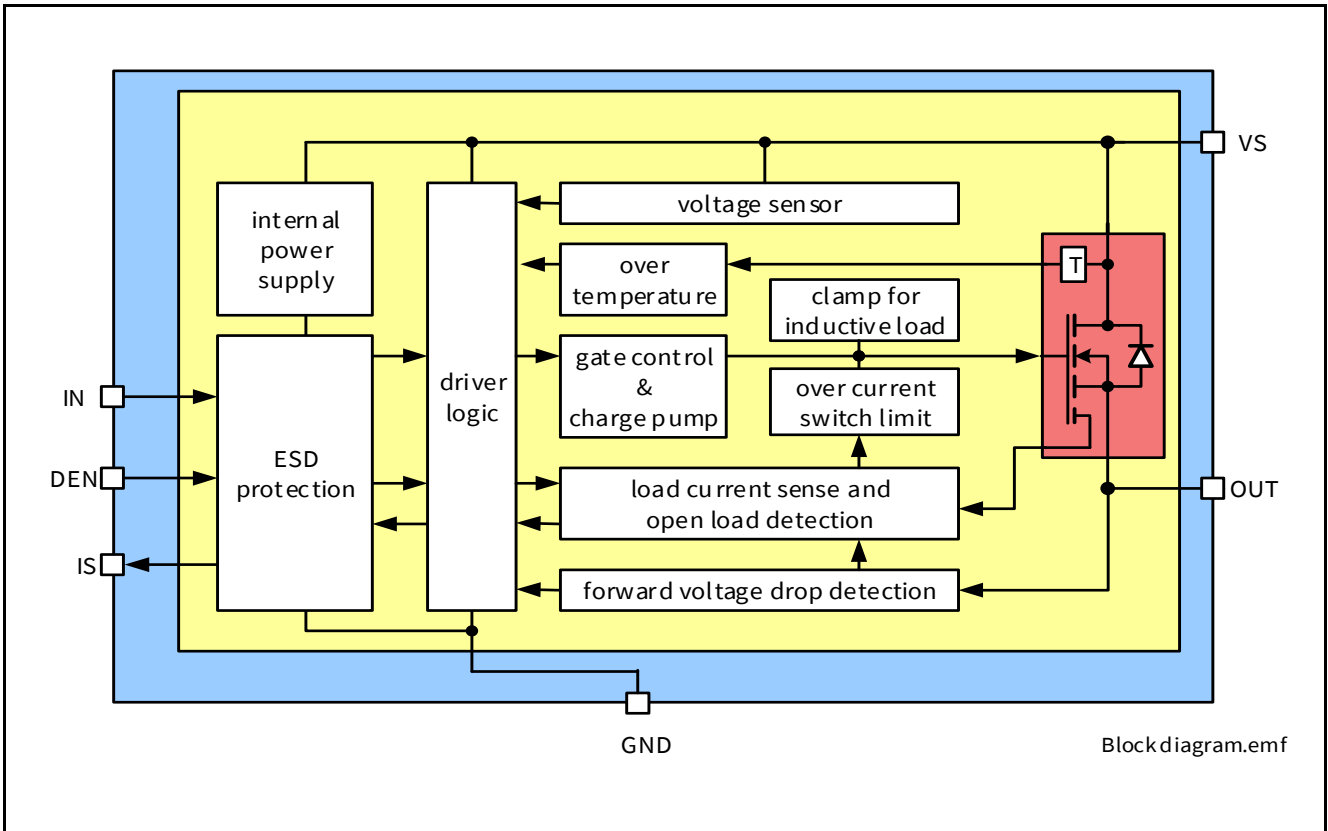 VS
internal
power
supply
voltage sensor
over
temperature
T
clamp for
inductive load
gate control
&
charge pump
driver
logic
over current
switch limit
IN
DEN
IS
ESD
protection
load current sense and
open load detection
OUT
forward voltage drop detection
GND
Blockdiagram.emf